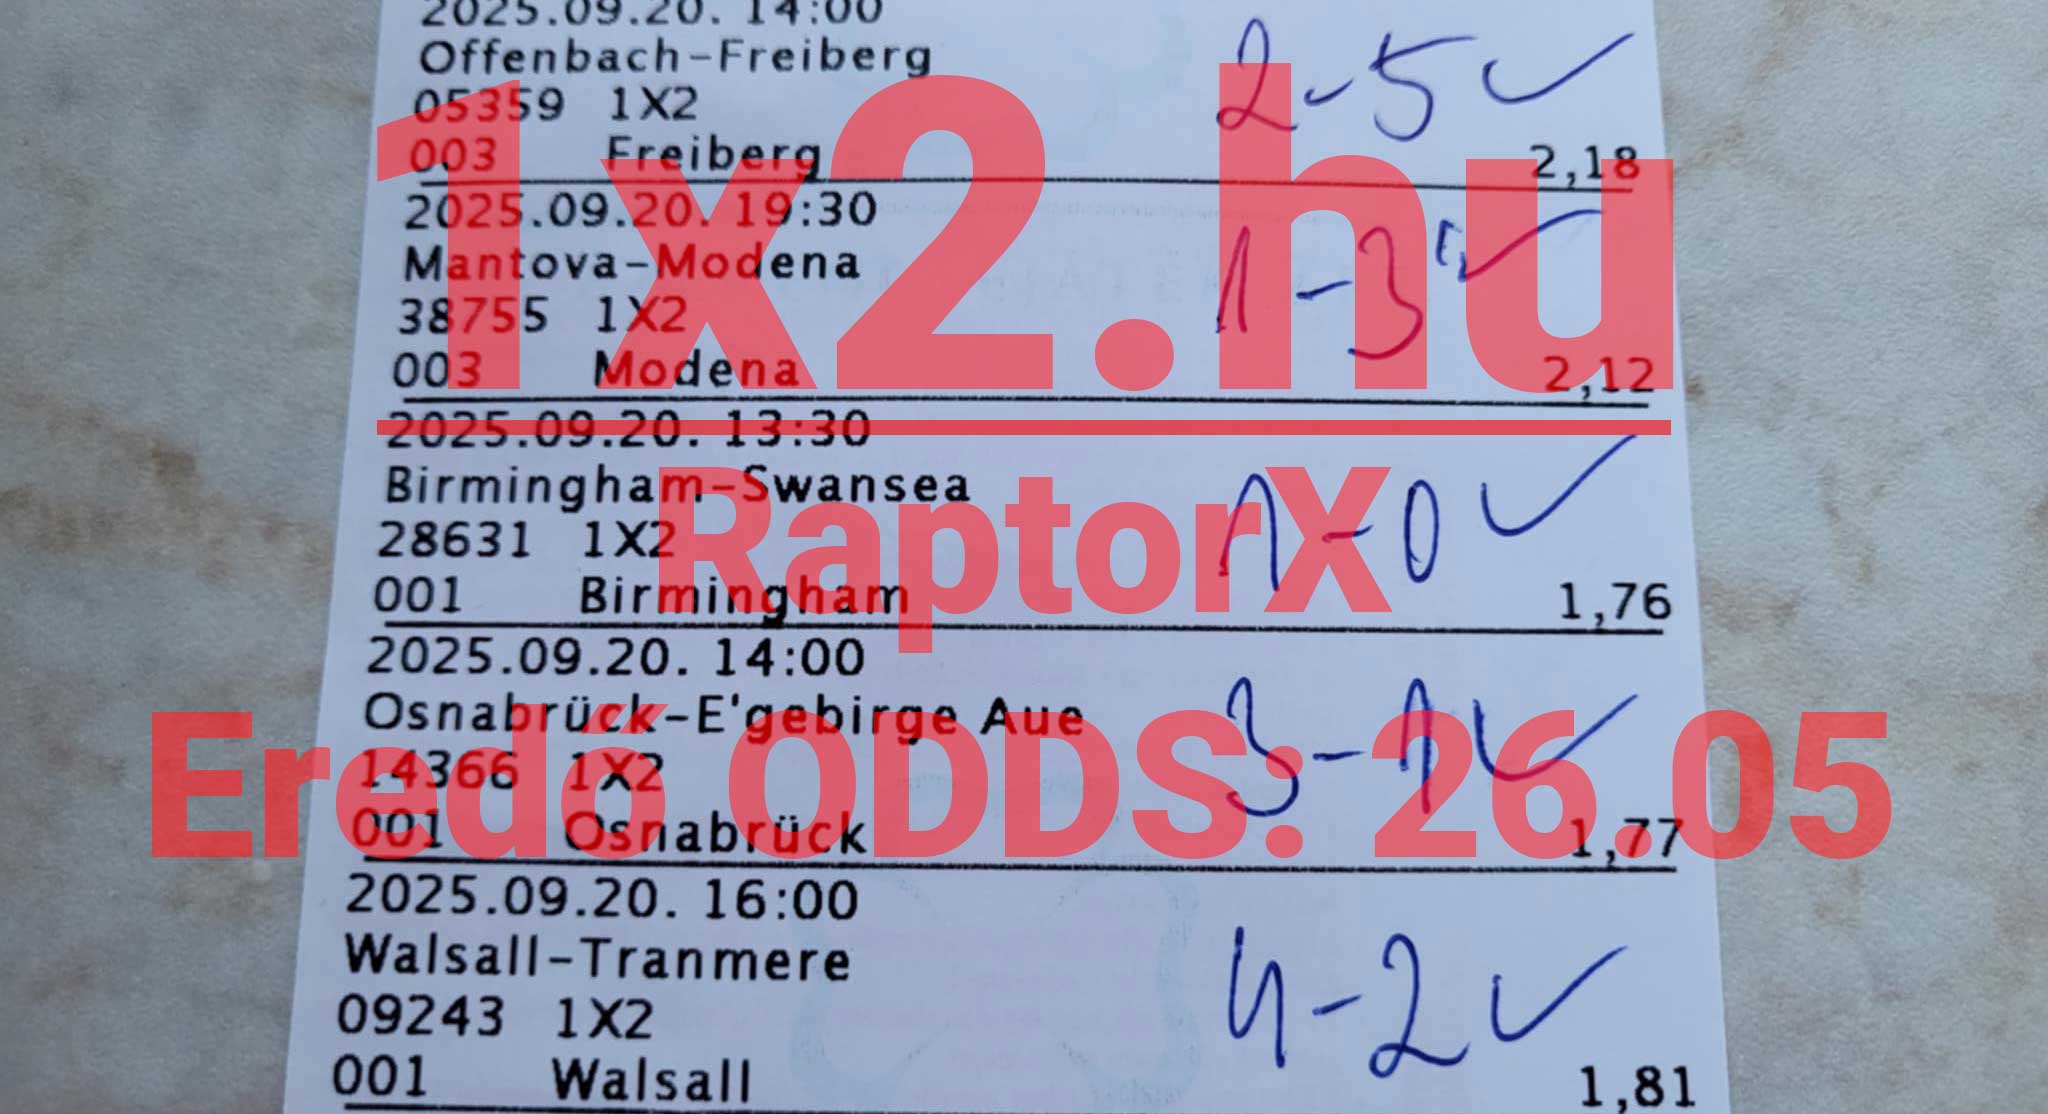 2025.09.20. 14:00
Offenbach-Freiberg
2-5 ✓
05359 1X2
003 Freiberg 2,18
2025.09.20. 19:30
Mantova-Modena
1-3 ✓
38755 1X2
003 Modena 2,12
1x2.hu
2025.09.20. 13:30
Birmingham-Swansea
1-0 ✓
28631 1X2
001 Birmingham 1,76
RaptorX
2025.09.20. 14:00
Osnabrück-E'gebirge Aue
3-1 ✓
14366 1X2
001 Osnabrück 1,77
Eredő ODDS: 26.05
2025.09.20. 16:00
Walsall-Tranmere
4-2 ✓
09243 1X2
001 Walsall 1,81